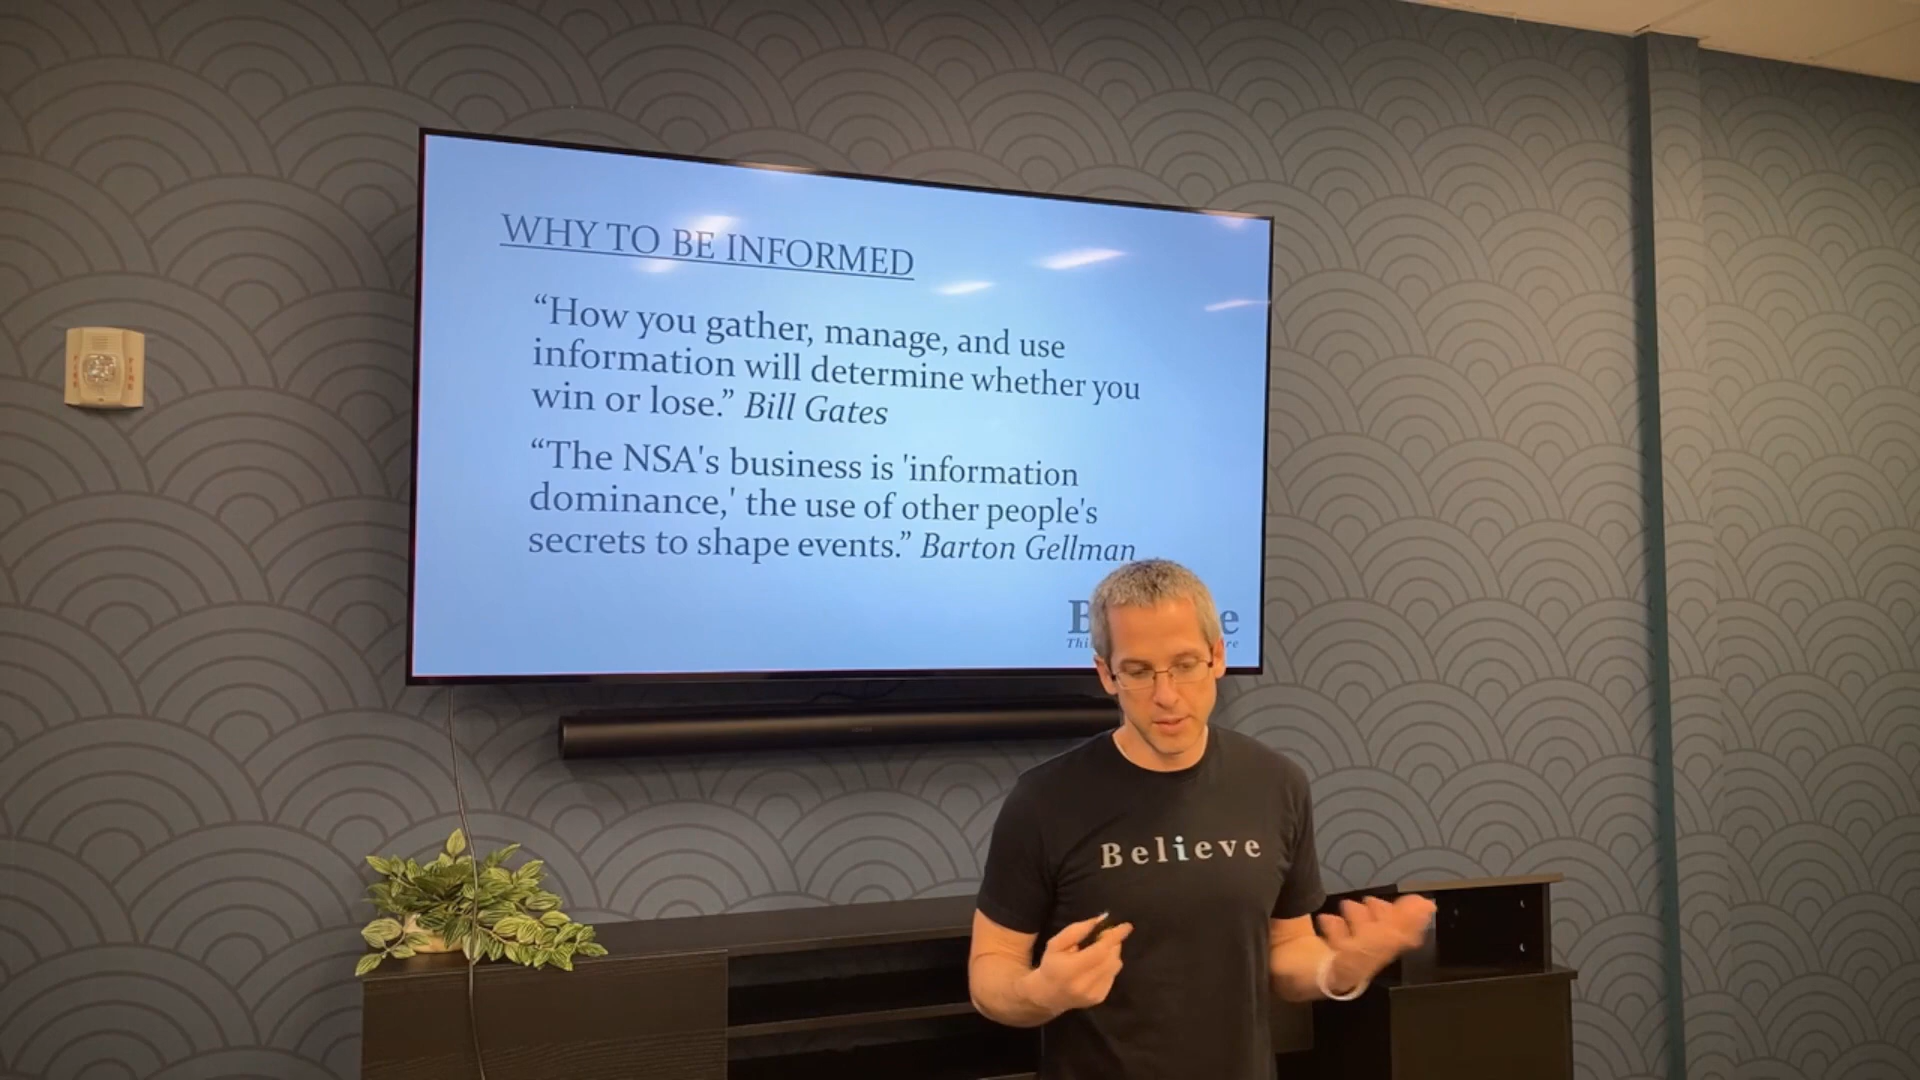 WHY TO BE INFORMED
“How you gather, manage, and use
information will determine whether you
win or lose.” Bill Gates
“The NSA's business is 'information
dominance,' the use of other people's
secrets to shape events.” Barton Gellman
Believe
FIRE
FIRE